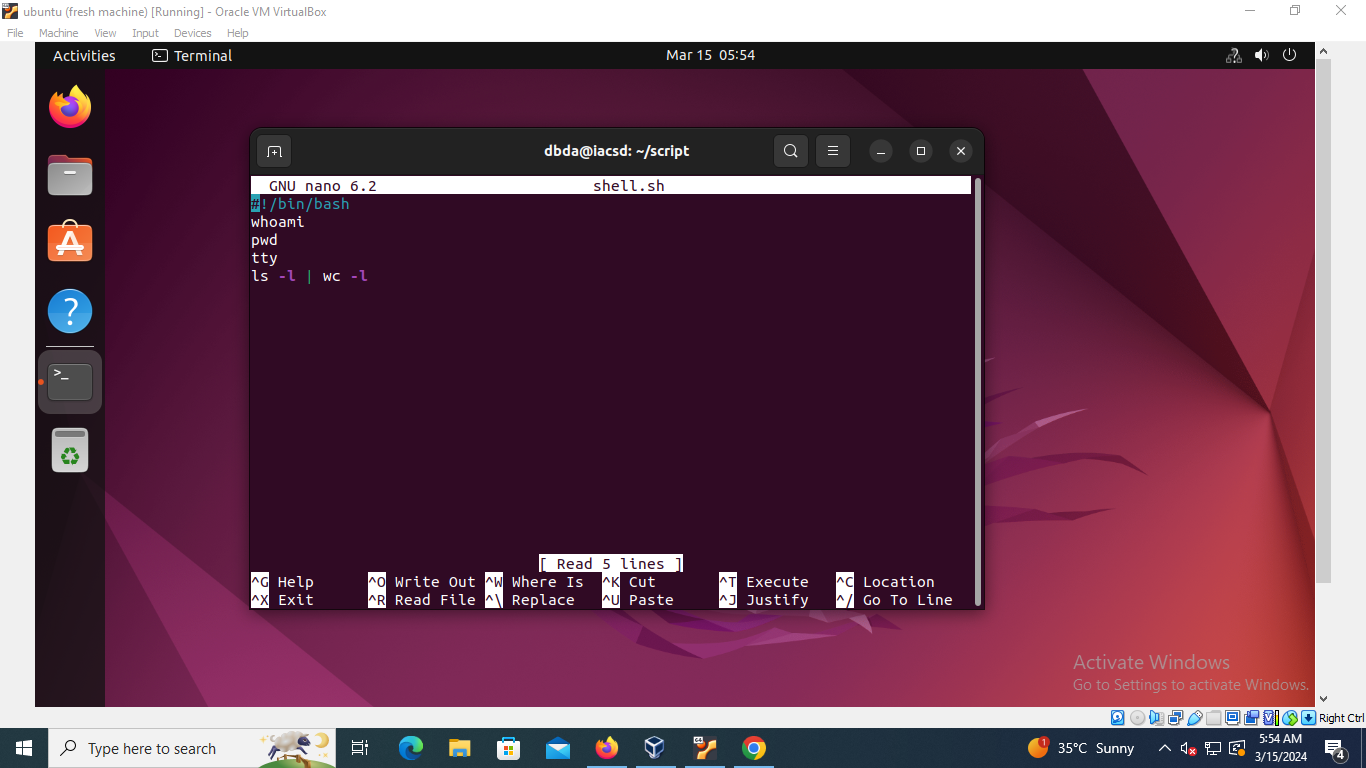 ubuntu (fresh machine) [Running] - Oracle VM VirtualBox
File Machine View Input Devices Help
Activities Terminal Mar 15 05:54
dbda@iacsd: ~/script
GNU nano 6.2 shell.sh
#!/bin/bash
whoami
pwd
tty
ls -l | wc -l
[ Read 5 lines ]
^G Help ^O Write Out ^W Where Is ^K Cut ^T Execute ^C Location
^X Exit ^R Read File ^\ Replace ^U Paste ^J Justify ^/ Go To Line
Activate Windows
Go to Settings to activate Windows.
Right Ctrl
Type here to search
1
35°C Sunny
5:54 AM
3/15/2024
4